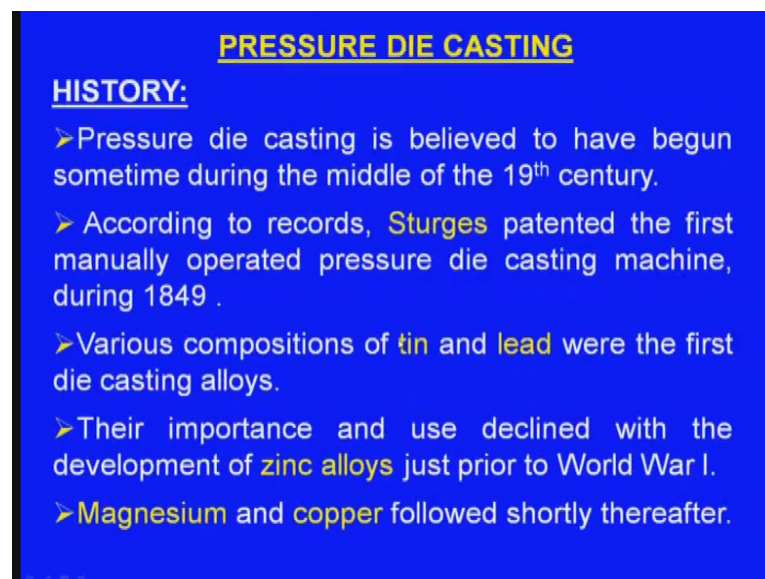 PRESSURE DIE CASTING
HISTORY:
➢Pressure die casting is believed to have begun
sometime during the middle of the 19th century.
➢ According to records, Sturges patented the first
manually operated pressure die casting machine,
during 1849 .
➢Various compositions of tin and lead were the first
die casting alloys.
➢Their importance and use declined with the
development of zinc alloys just prior to World War I.
➢Magnesium and copper followed shortly thereafter.